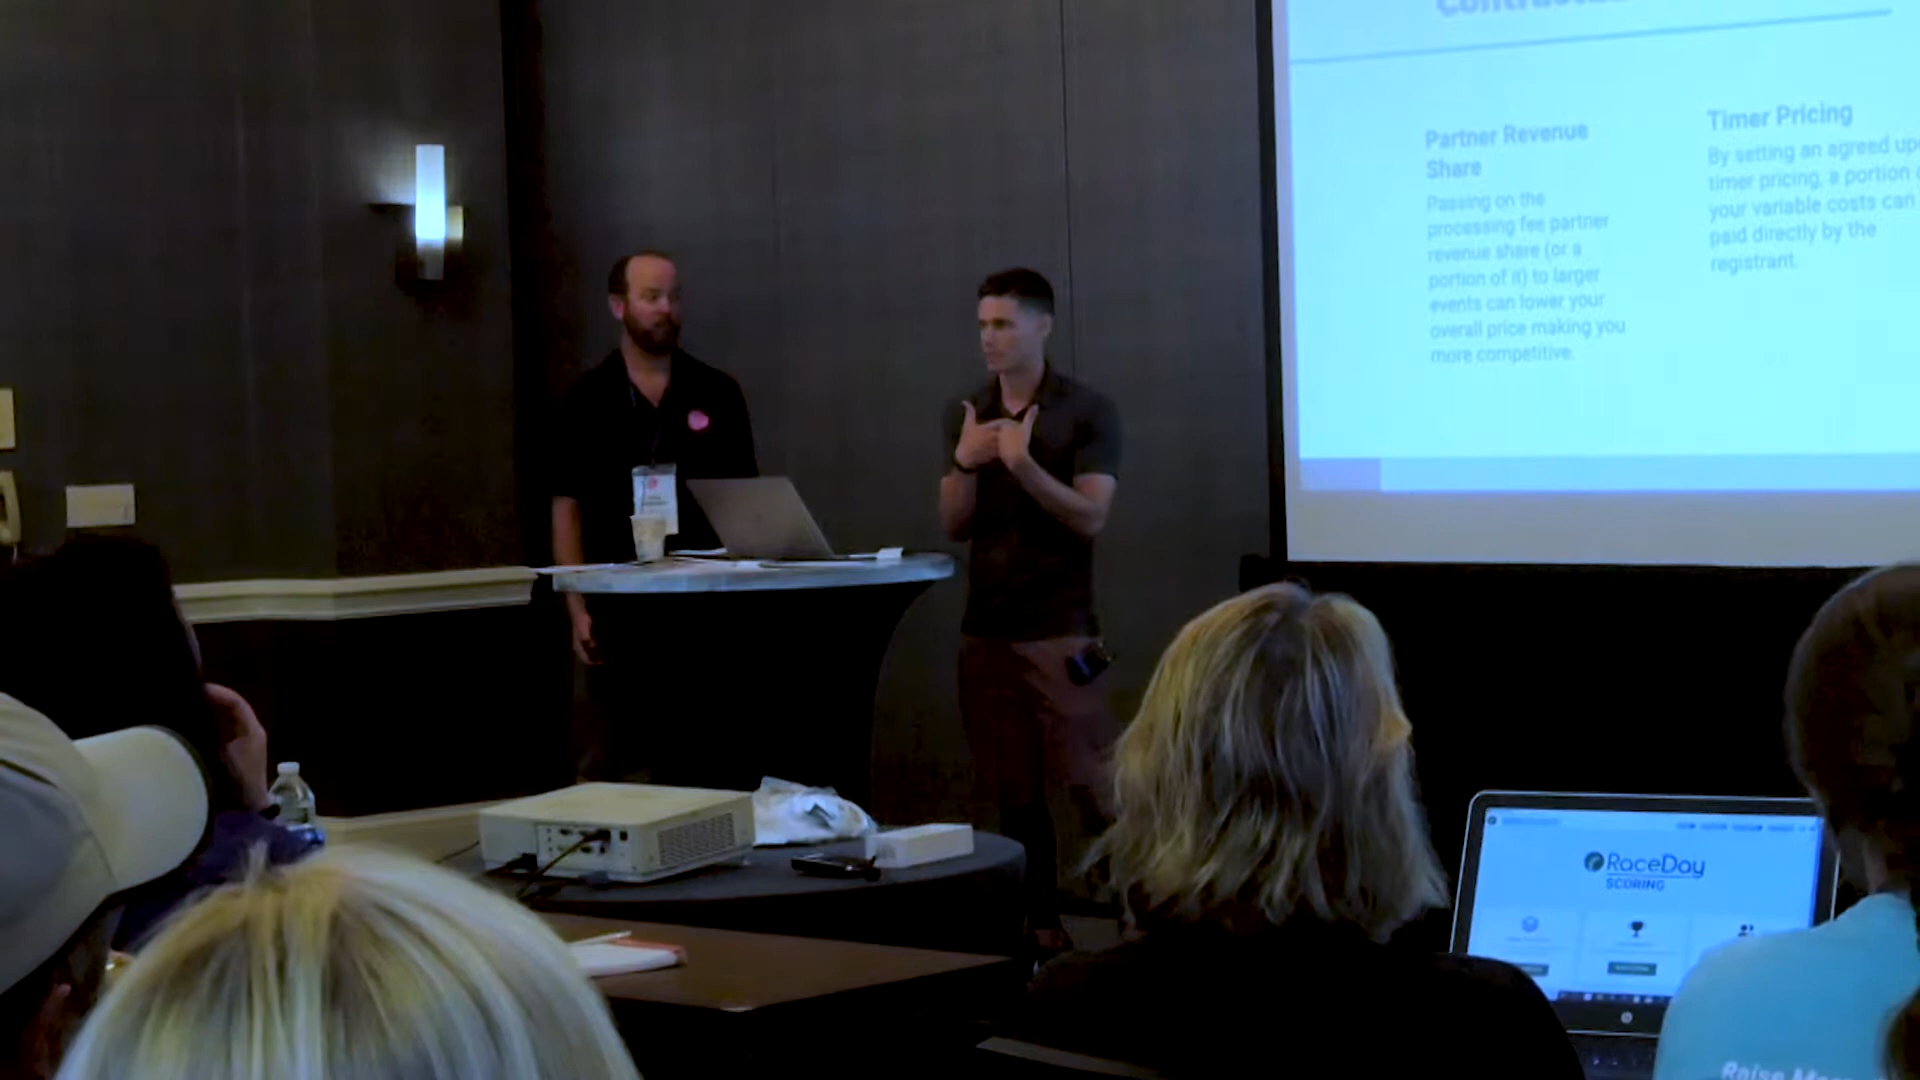 Partner Revenue
Share
Passing on the
processing fee partner
revenue share (or a
portion of it) to larger
events can lower your
overall price making you
more competitive.
Timer Pricing
By setting an agreed
timer pricing, a portion
your variable costs can
paid directly by the
registrant.
RaceDay
SCORING
Raise